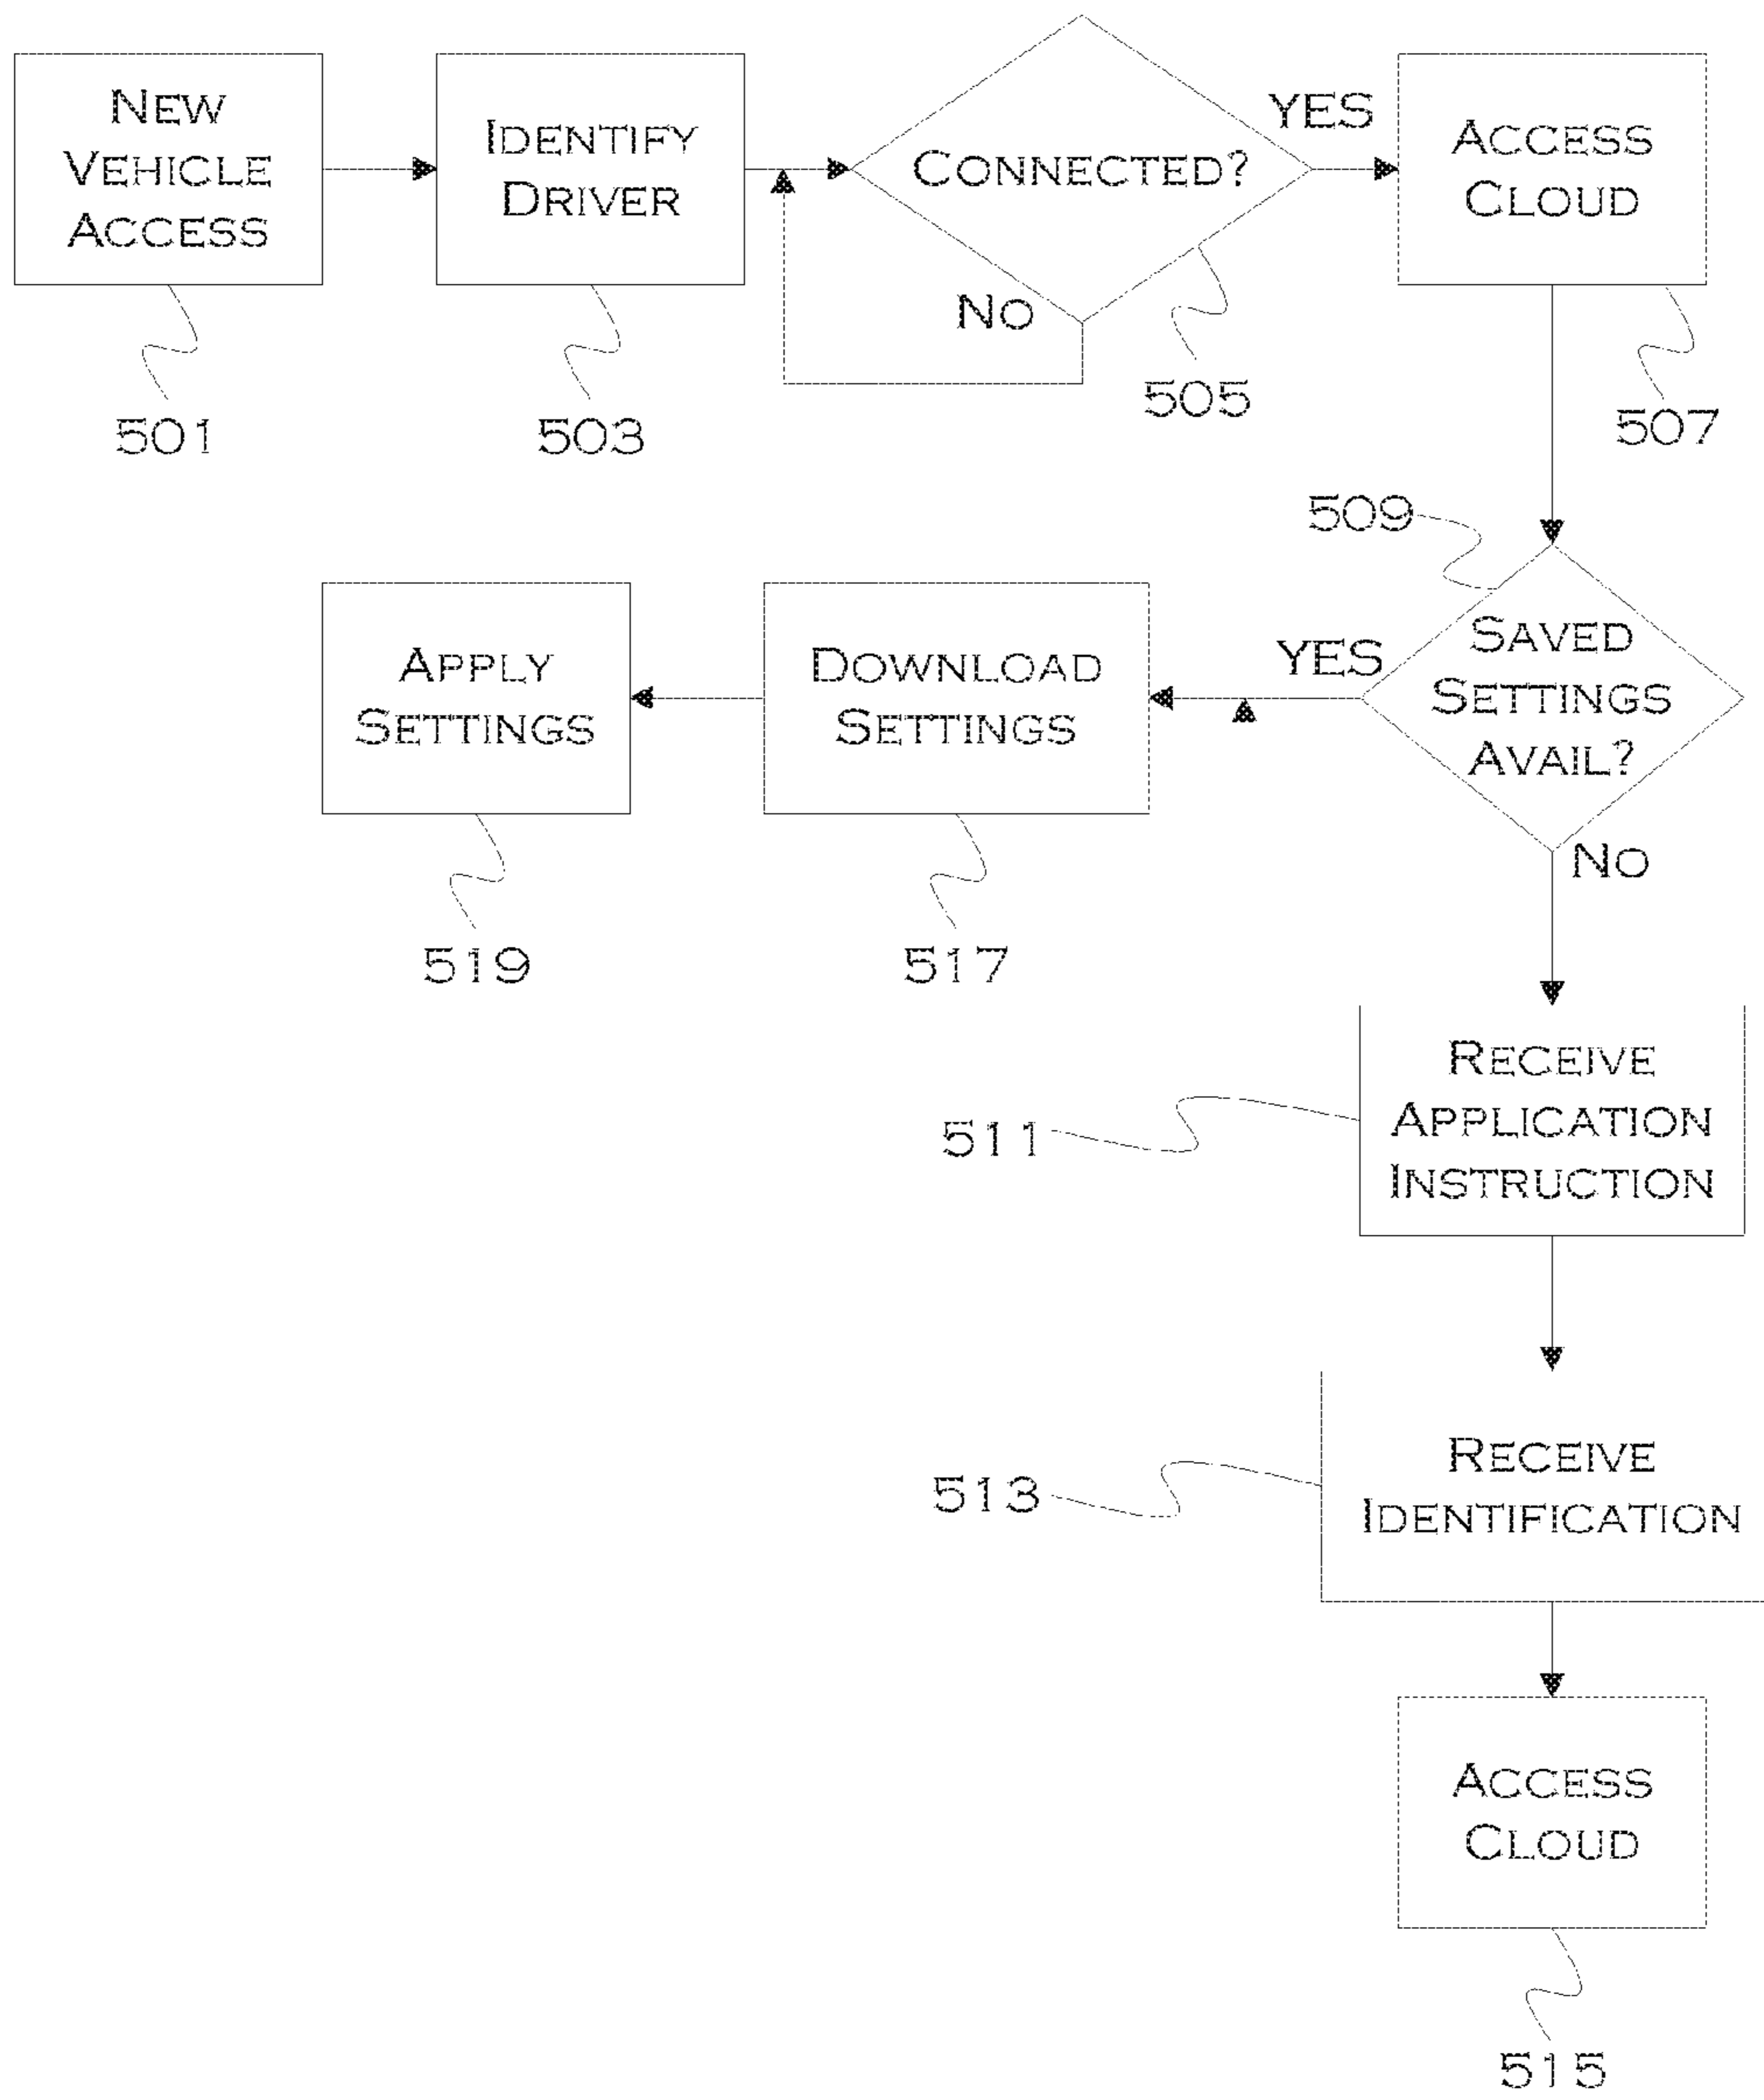 NEW
VEHICLE
ACCESS
501
IDENTIFY
DRIVER
503
CONNECTED?
YES
NO
505
ACCESS
CLOUD
507
509
SAVED
SETTINGS
AVAIL?
YES
NO
DOWNLOAD
SETTINGS
517
APPLY
SETTINGS
519
RECEIVE
APPLICATION
INSTRUCTION
511
RECEIVE
IDENTIFICATION
513
ACCESS
CLOUD
515